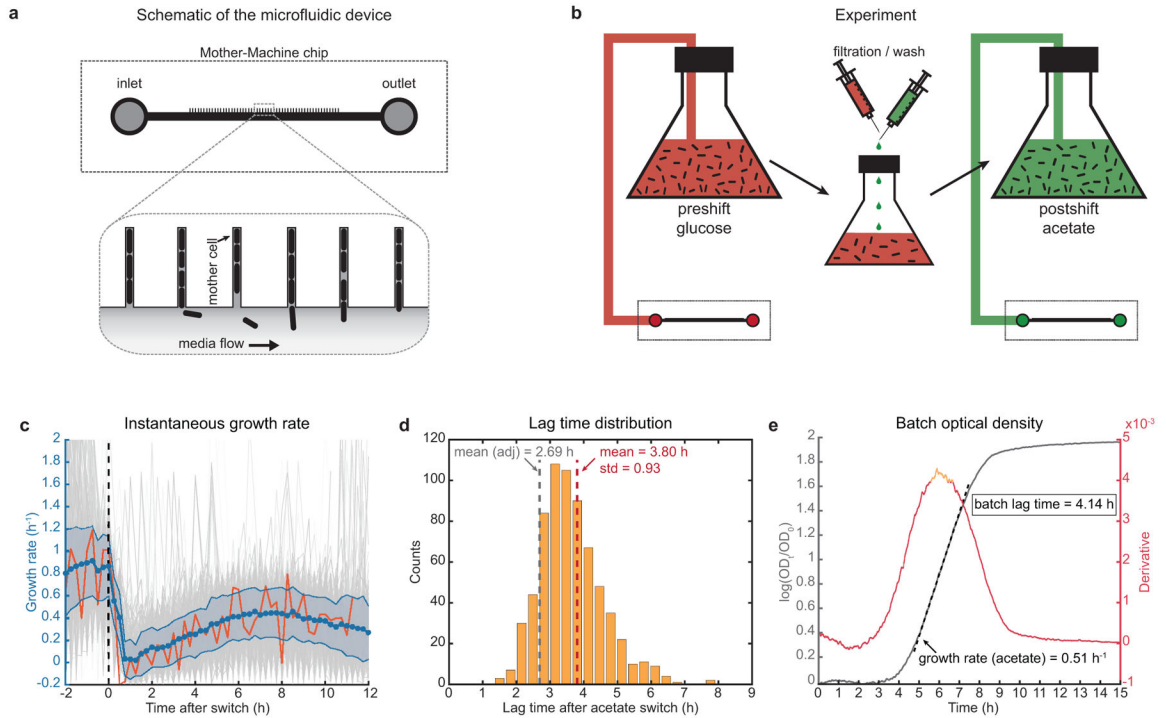 a
Schematic of the microfluidic device
Mother-Machine chip
inlet
outlet
mother cell
media flow
b
Experiment
filtration / wash
preshift
glucose
postshift
acetate
c
Instantaneous growth rate
Growth rate (h⁻¹)
2
1.8
1.6
1.4
1.2
1
0.8
0.6
0.4
0.2
0
-0.2
-2 0 2 4 6 8 10 12
Time after switch (h)
d
Lag time distribution
mean (adj) = 2.69 h
mean = 3.80 h
std = 0.93
Counts
120
100
80
60
40
20
0
0 1 2 3 4 5 6 7 8 9
Lag time after acetate switch (h)
e
Batch optical density
x10⁻³
log(ODₜ/OD₀)
2
1.8
1.6
1.4
1.2
1.0
0.8
0.6
0.4
0.2
0
batch lag time = 4.14 h
growth rate (acetate) = 0.51 h⁻¹
5
4
3
2
1
0
-1
Derivative
0 1 2 3 4 5 6 7 8 9 10 11 12 13 14 15
Time (h)